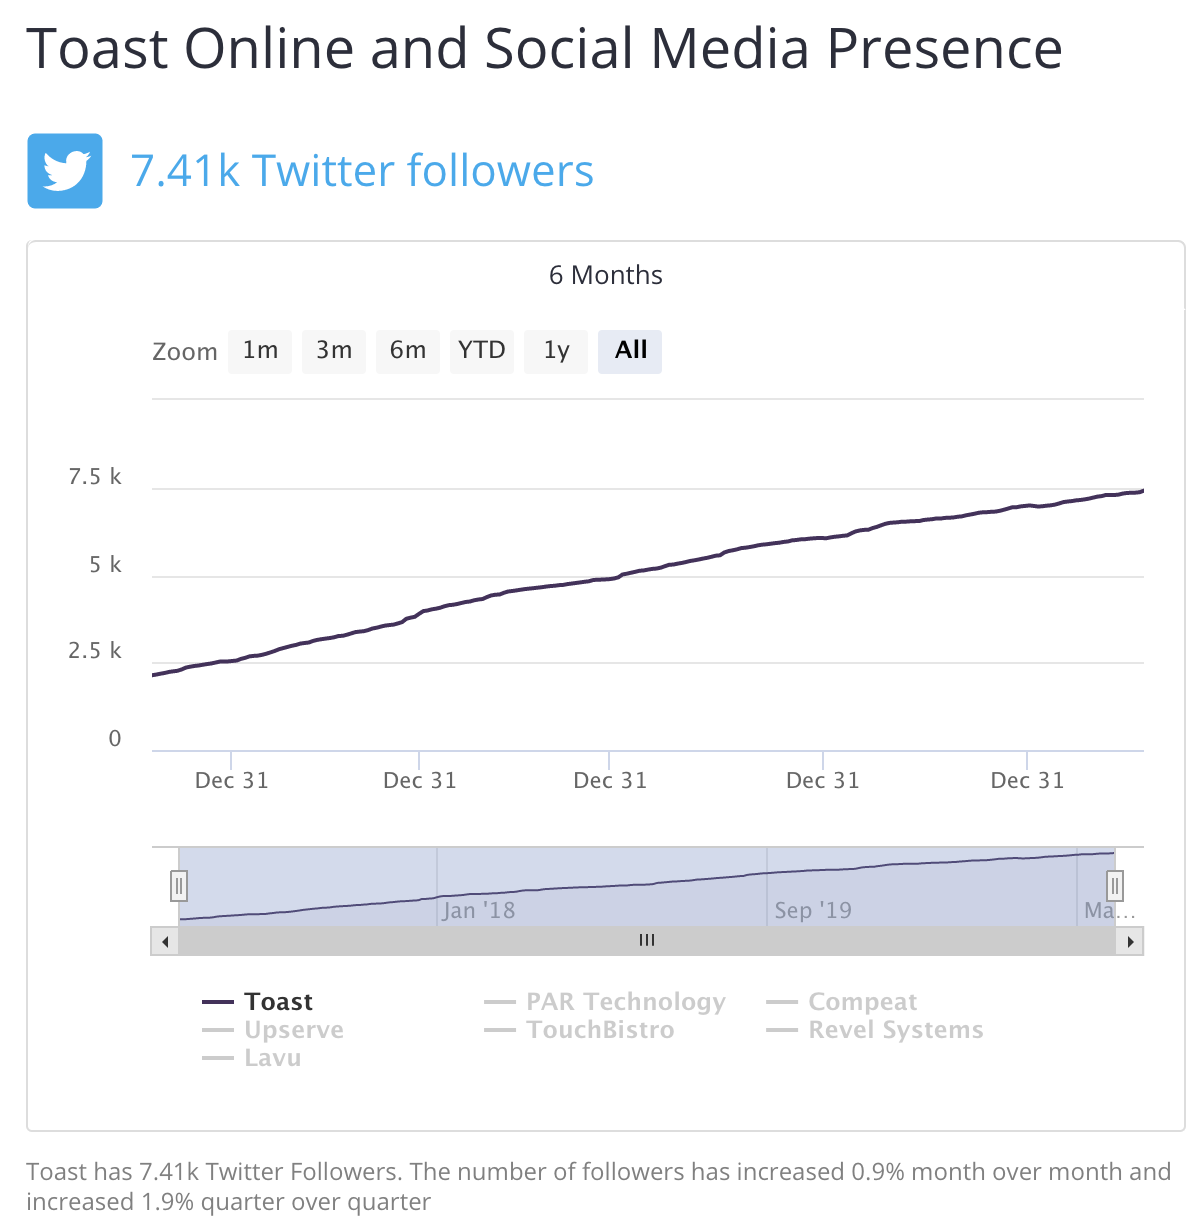 Toast Online and Social Media Presence
7.41k Twitter followers
6 Months
Zoom 1m 3m 6m YTD 1y All
7.5 k
5 k
2.5 k
0
Dec 31 Dec 31 Dec 31 Dec 31 Dec 31
Jan '18 Sep '19 Ma...
Toast PAR Technology Compeat
Upserve TouchBistro Revel Systems
Lavu
Toast has 7.41k Twitter Followers. The number of followers has increased 0.9% month over month and
increased 1.9% quarter over quarter